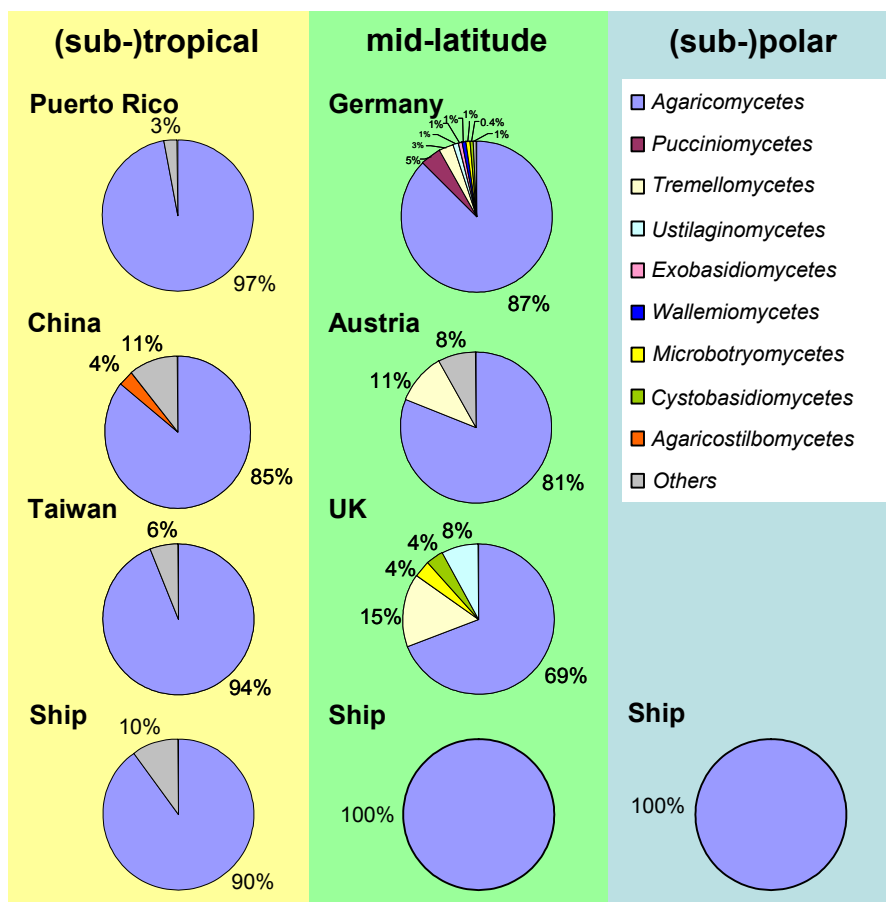 (sub-)tropical
mid-latitude
(sub-)polar
Puerto Rico
3%
97%
China
11%
4%
85%
Taiwan
6%
94%
Ship
10%
90%
Germany
1%
1%
1%
0.4%
1%
1%
3%
5%
87%
Austria
8%
11%
81%
UK
8%
4%
4%
15%
69%
Ship
100%
Agaricomycetes
Pucciniomycetes
Tremellomycetes
Ustilaginomycetes
Exobasidiomycetes
Wallemiomycetes
Microbotryomycetes
Cystobasidiomycetes
Agaricostilbomycetes
Others
Ship
100%